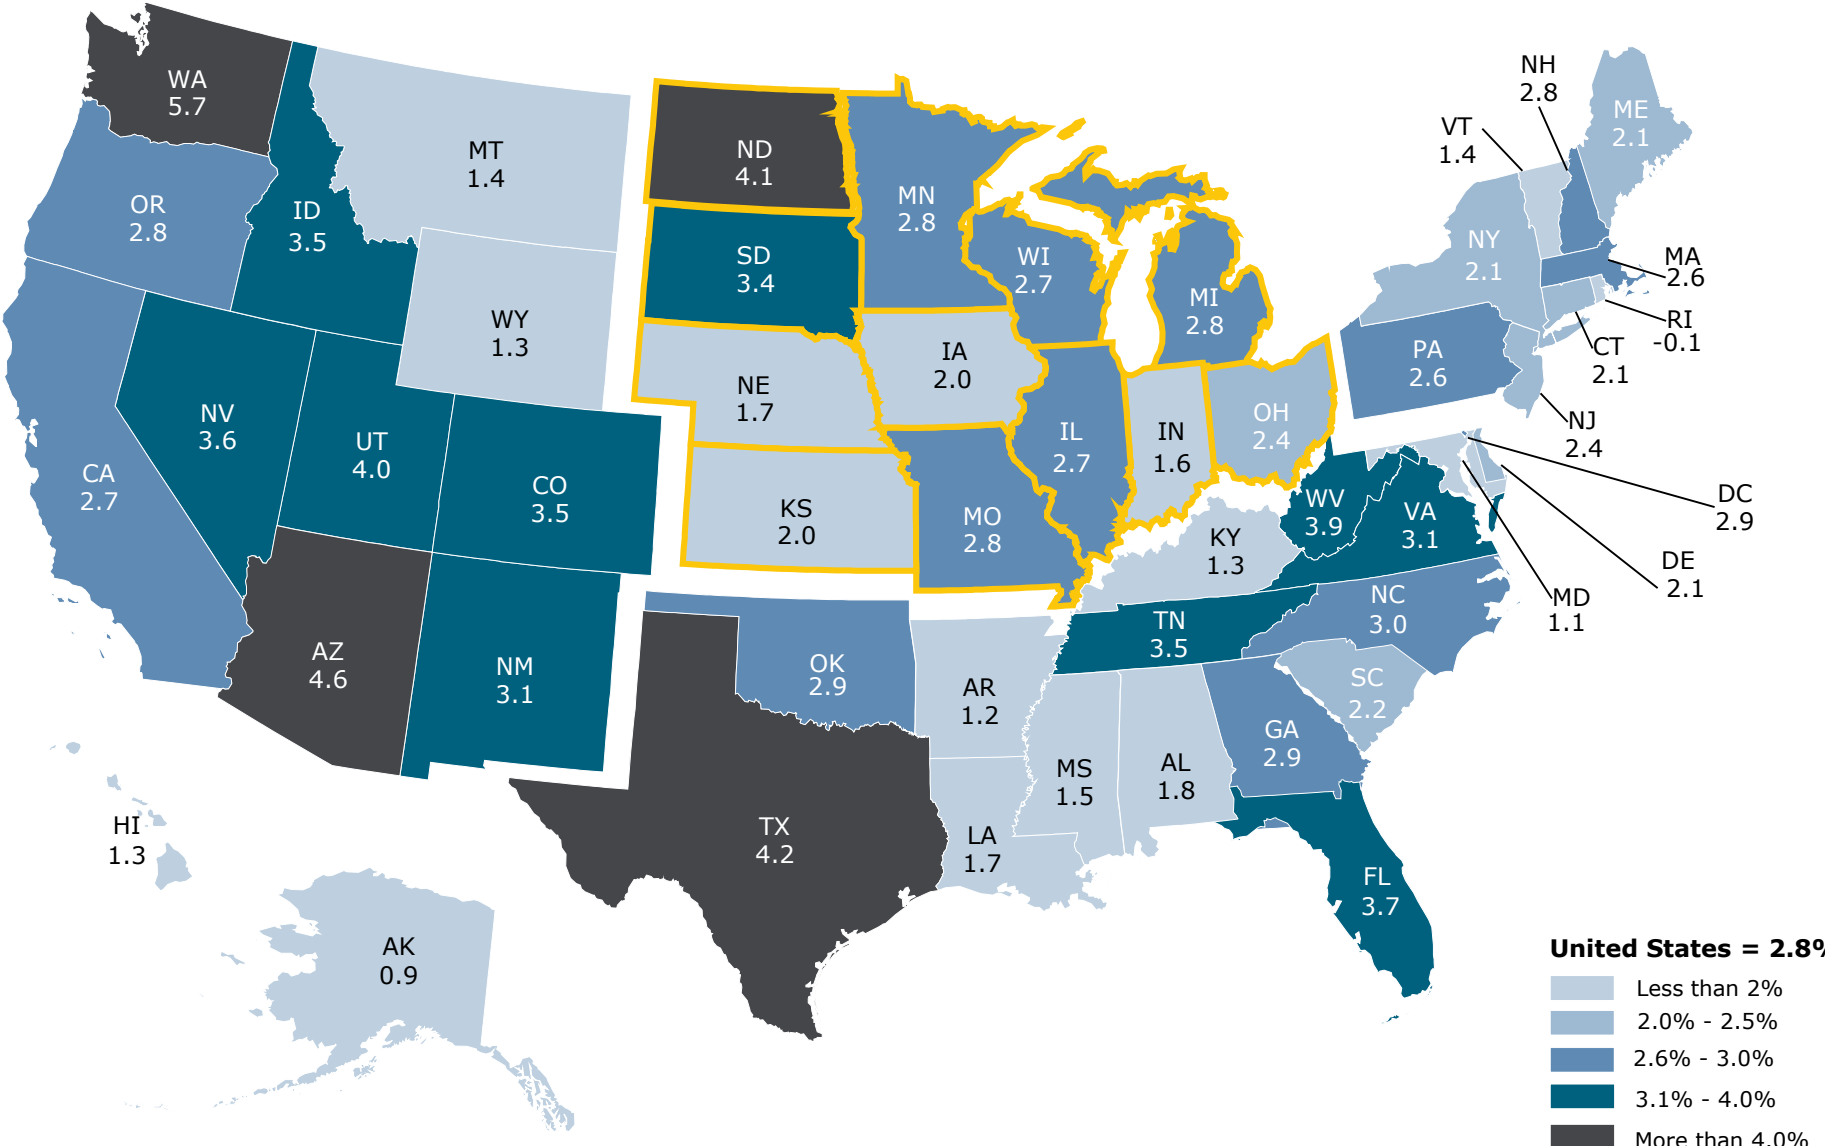 WA
5.7
OR
2.8
CA
2.7
ID
3.5
NV
3.6
MT
1.4
WY
1.3
UT
4.0
CO
3.5
AZ
4.6
NM
3.1
HI
1.3
AK
0.9
ND
4.1
SD
3.4
NE
1.7
KS
2.0
OK
2.9
TX
4.2
MN
2.8
IA
2.0
MO
2.8
AR
1.2
LA
1.7
WI
2.7
IL
2.7
MI
2.8
IN
1.6
OH
2.4
KY
1.3
TN
3.5
MS
1.5
AL
1.8
GA
2.9
FL
3.7
SC
2.2
NC
3.0
WV
3.9
VA
3.1
PA
2.6
NY
2.1
VT
1.4
NH
2.8
ME
2.1
MA
2.6
RI
-0.1
CT
2.1
NJ
2.4
DC
2.9
DE
2.1
MD
1.1
United States = 2.8%
Less than 2%
2.0% - 2.5%
2.6% - 3.0%
3.1% - 4.0%
More than 4.0%